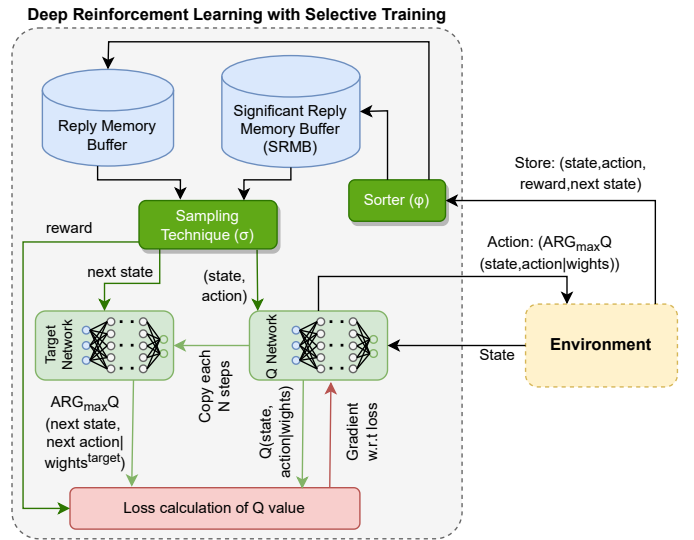 Deep Reinforcement Learning with Selective Training
Reply Memory
Buffer
Significant Reply
Memory Buffer
(SRMB)
Store: (state,action,
reward,next state)
Sorter (φ)
Sampling
Technique (σ)
reward
Action: (ARGmaxQ
(state,action|wights))
next state
(state,
action)
Target
Network
Q Network
Environment
State
Copy each
N steps
ARGmaxQ
(next state,
next action|
wightstarget)
Q(state,
action|wights)
Gradient
w.r.t loss
Loss calculation of Q value